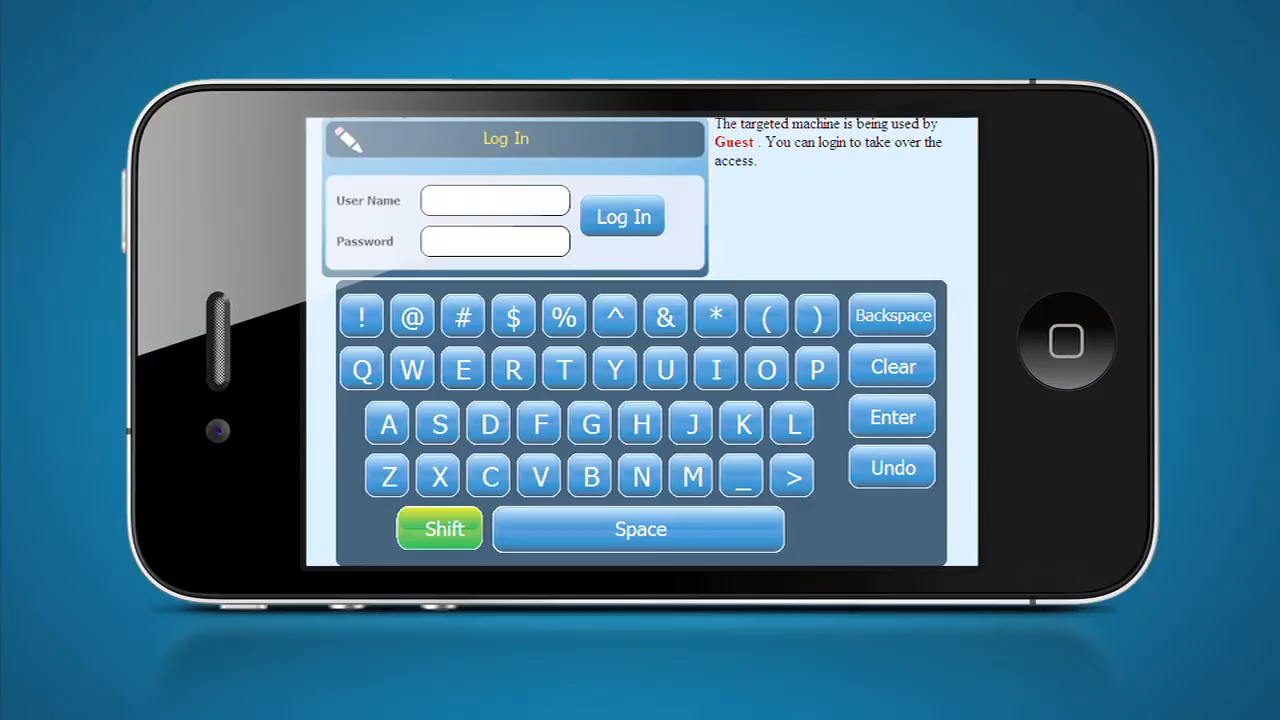 Log In
The targeted machine is being used by
Guest . You can login to take over the
access.
User Name
Log In
Password
! @ # $ % ^ & * ( ) Backspace
Q W E R T Y U I O P Clear
A S D F G H J K L Enter
Z X C V B N M _ > Undo
Shift Space